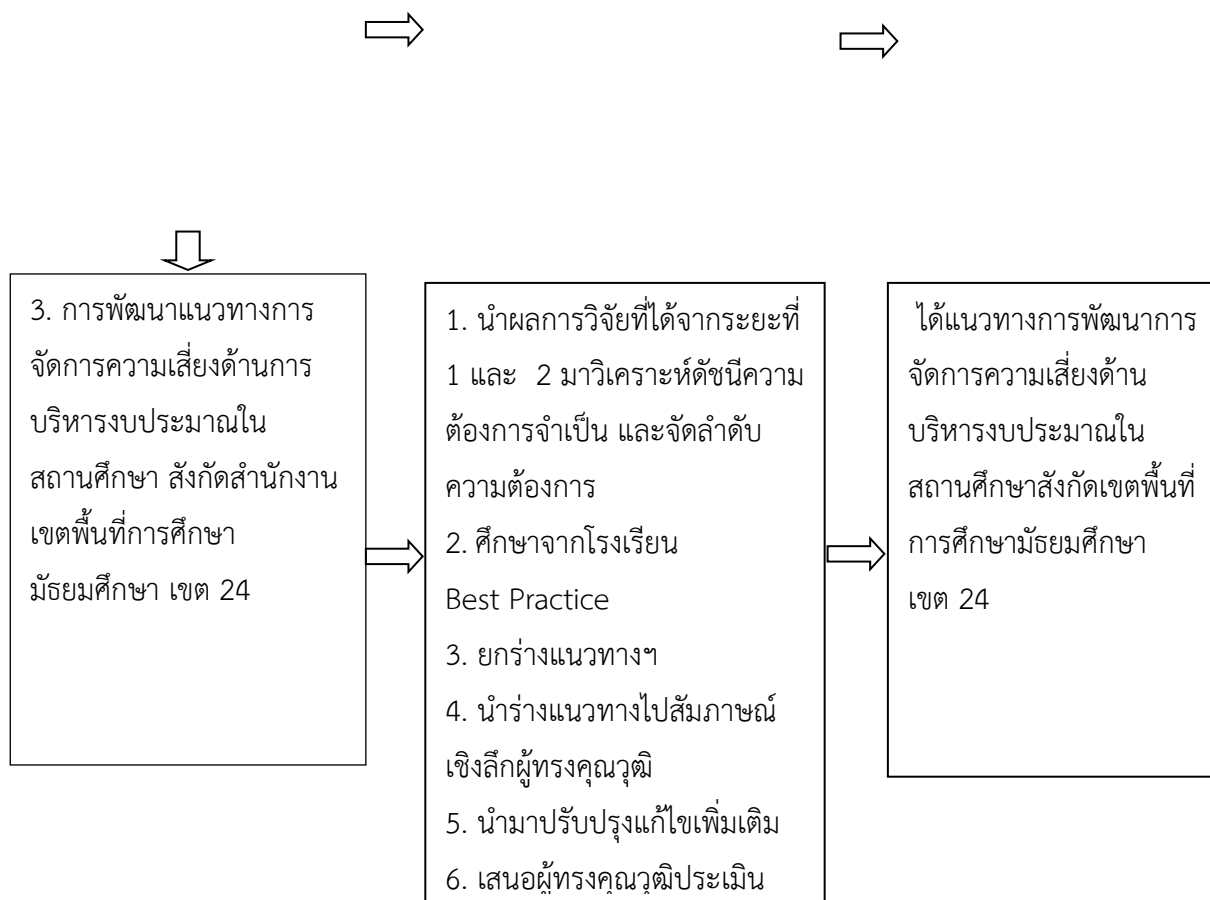 3. การพัฒนาแนวทางการ
จัดการความเสี่ยงด้านการ
บริหารงบประมาณใน
สถานศึกษา สังกัดสำนักงาน
เขตพื้นที่การศึกษา
มัธยมศึกษา เขต 24
1. นำผลการวิจัยที่ได้จากระยะที่
1 และ 2 มาวิเคราะห์ดัชนีความ
ต้องการจำเป็น และจัดลำดับ
ความต้องการ
2. ศึกษาจากโรงเรียน
Best Practice
3. ยกร่างแนวทางฯ
4. นำร่างแนวทางไปสัมภาษณ์
เชิงลึกผู้ทรงคุณวุฒิ
5. นำมาปรับปรุงแก้ไขเพิ่มเติม
6. เสนอผู้ทรงคุณวุฒิประเมิน
ได้แนวทางการพัฒนาการ
จัดการความเสี่ยงด้าน
บริหารงบประมาณใน
สถานศึกษาสังกัดเขตพื้นที่
การศึกษามัธยมศึกษา
เขต 24